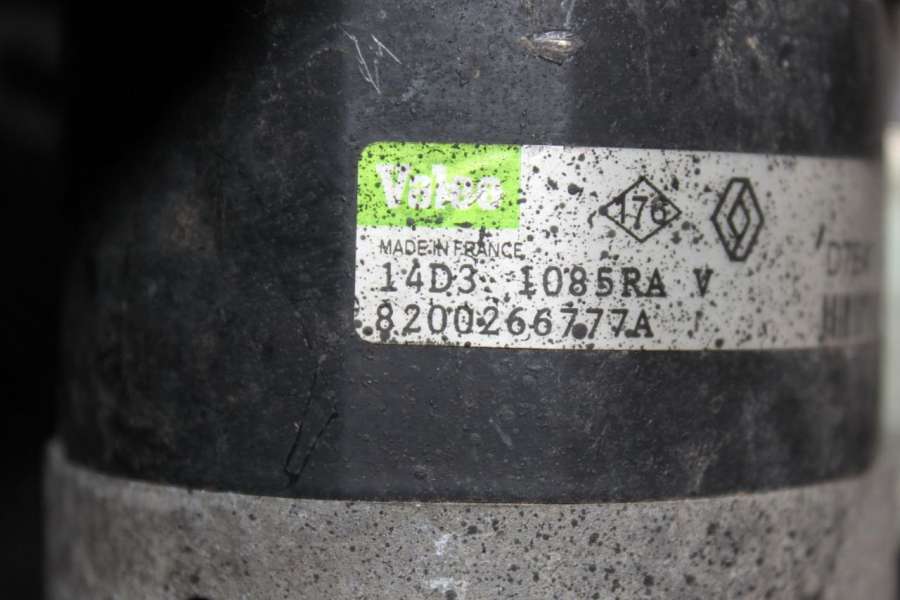 Valeo
176
MADE IN FRANCE
14D3 1085RA V
8200266777A